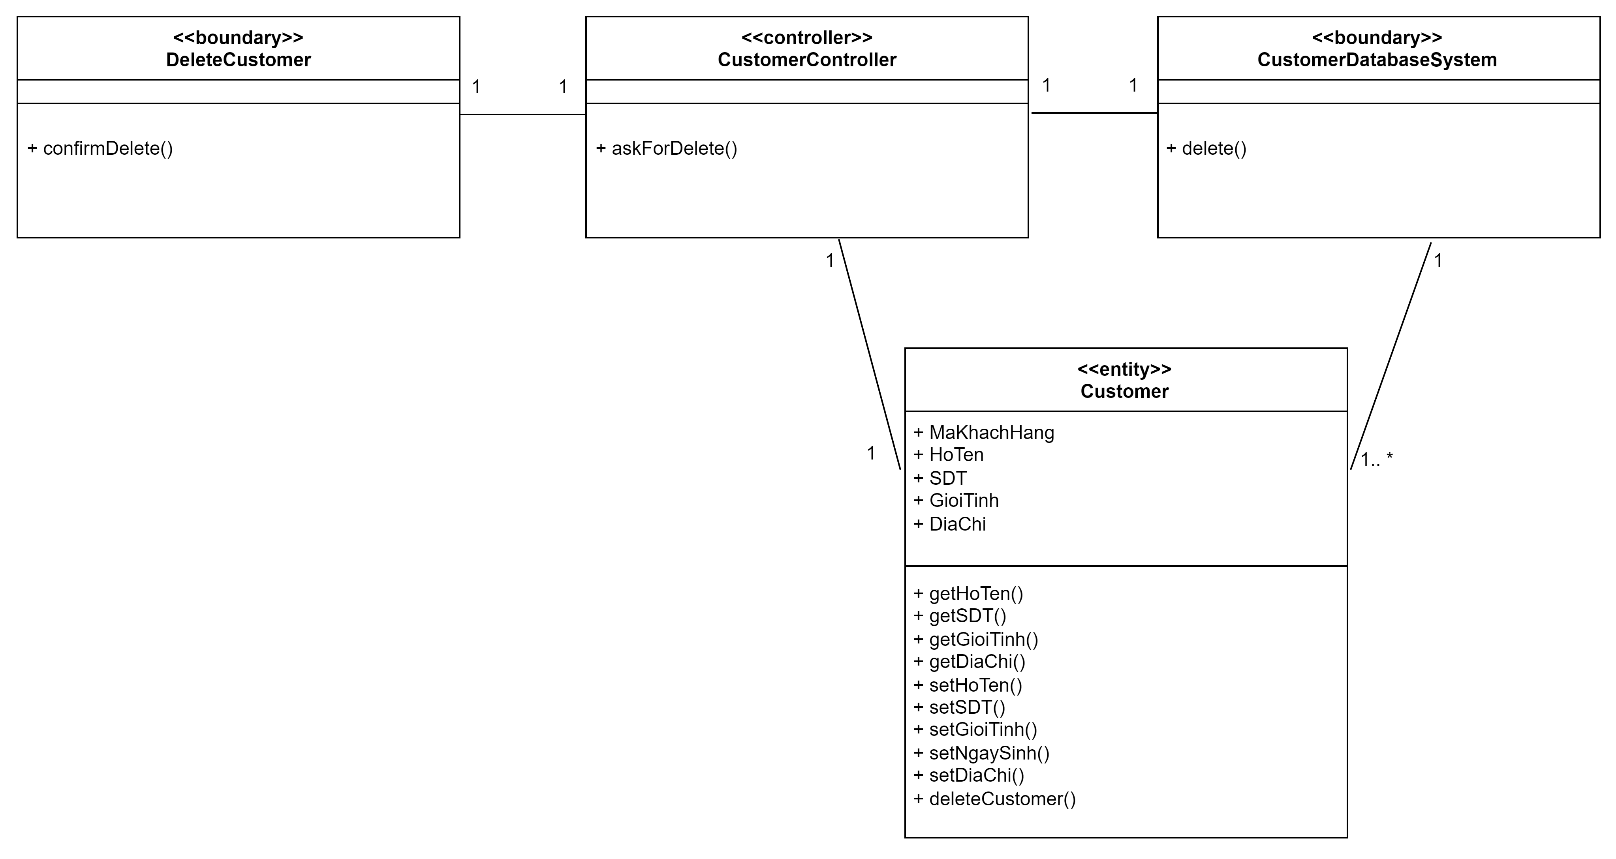 <<boundary>>
DeleteCustomer
+ confirmDelete()
1
1
<<controller>>
CustomerController
+ askForDelete()
1
1
<<boundary>>
CustomerDatabaseSystem
+ delete()
1
1
1
1.. *
<<entity>>
Customer
+ MaKhachHang
+ HoTen
+ SDT
+ GioiTinh
+ DiaChi
+ getHoTen()
+ getSDT()
+ getGioiTinh()
+ getDiaChi()
+ setHoTen()
+ setSDT()
+ setGioiTinh()
+ setNgaySinh()
+ setDiaChi()
+ deleteCustomer()